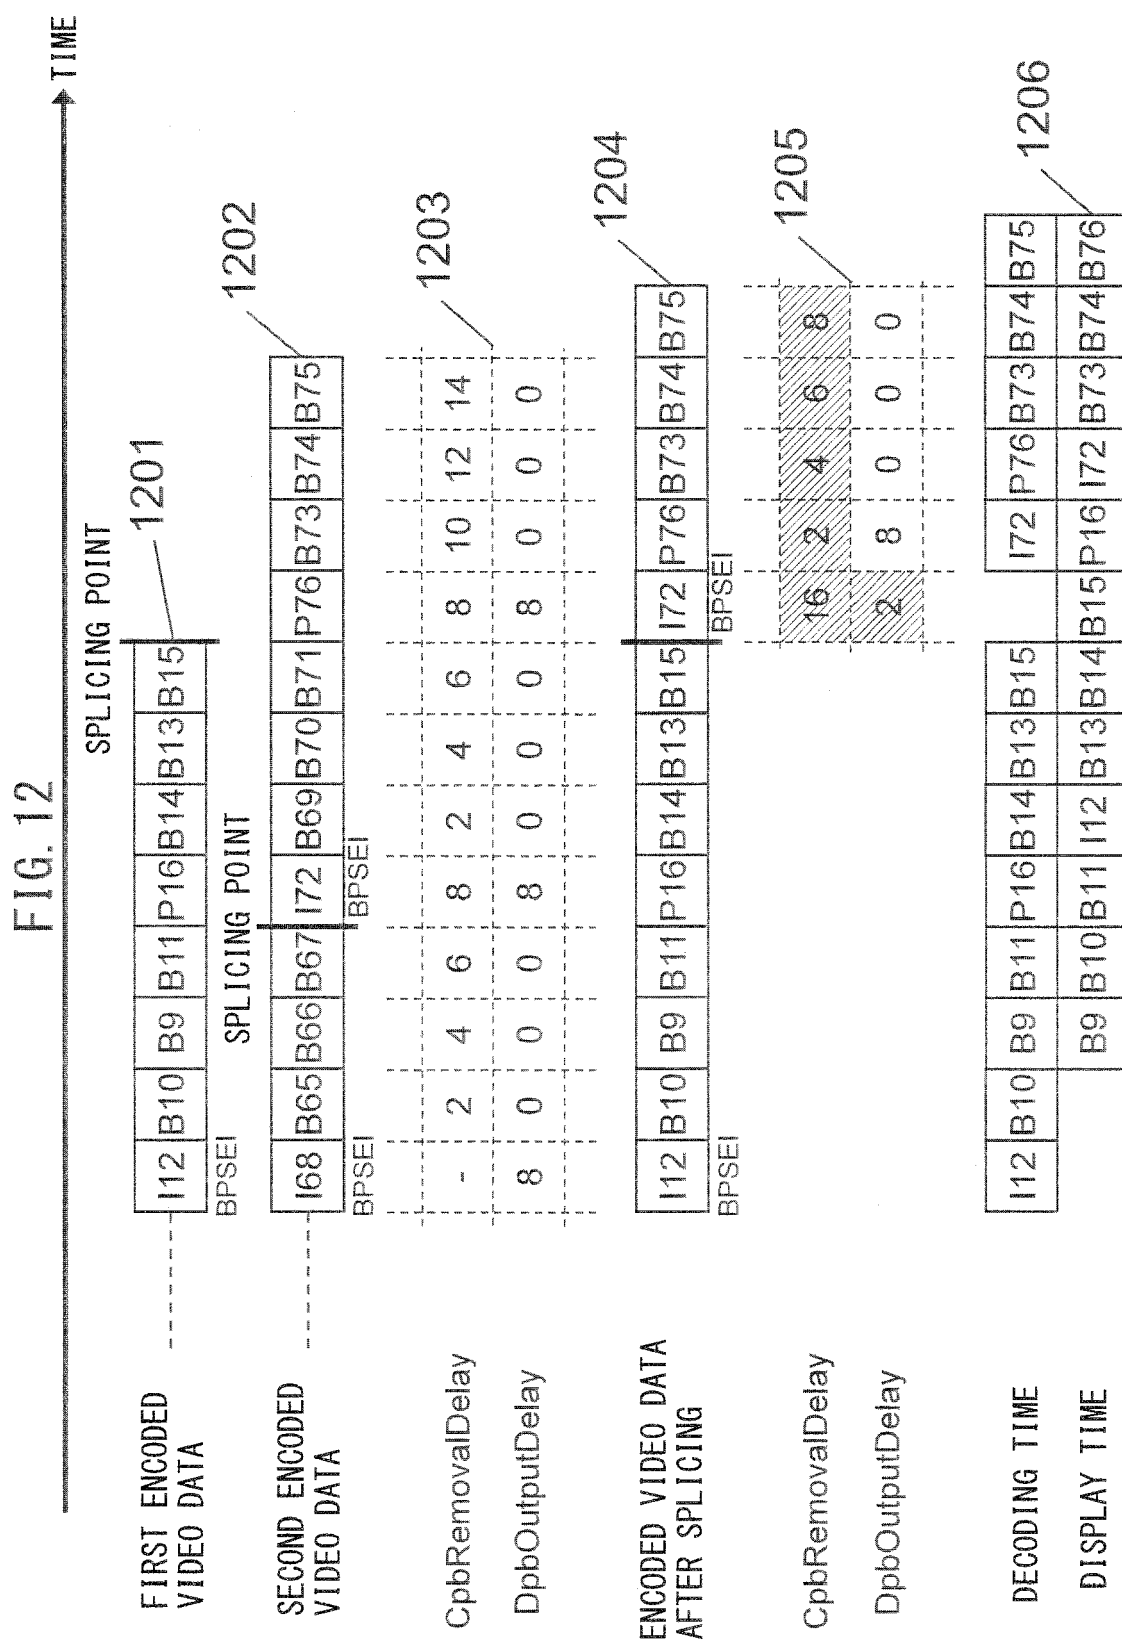 FIG. 12
TIME
SPLICING POINT
1201
FIRST ENCODED
VIDEO DATA
I12 B10 B9 B11 P16 B14 B13 B15
BPSEI
SPLICING POINT
1202
SECOND ENCODED
VIDEO DATA
I68 B65 B66 B67 I72 B69 B70 B71 P76 B73 B74 B75
BPSEI BPSEI
1203
CpbRemovalDelay - 2 4 6 8 2 4 6 8 10 12 14
DpbOutputDelay 8 0 0 0 8 0 0 0 8 0 0 0
1204
ENCODED VIDEO DATA
AFTER SPLICING
I12 B10 B9 B11 P16 B14 B13 B15 I72 P76 B73 B74 B75
BPSEI BPSEI
1205
CpbRemovalDelay 16 2 4 6 8
DpbOutputDelay 2 8 0 0 0
1206
DECODING TIME I12 B10 B9 B11 P16 B14 B13 B15 I72 P76 B73 B74 B75
DISPLAY TIME B9 B10 B11 I12 B13 B14 B15 P16 I72 B73 B74 B76